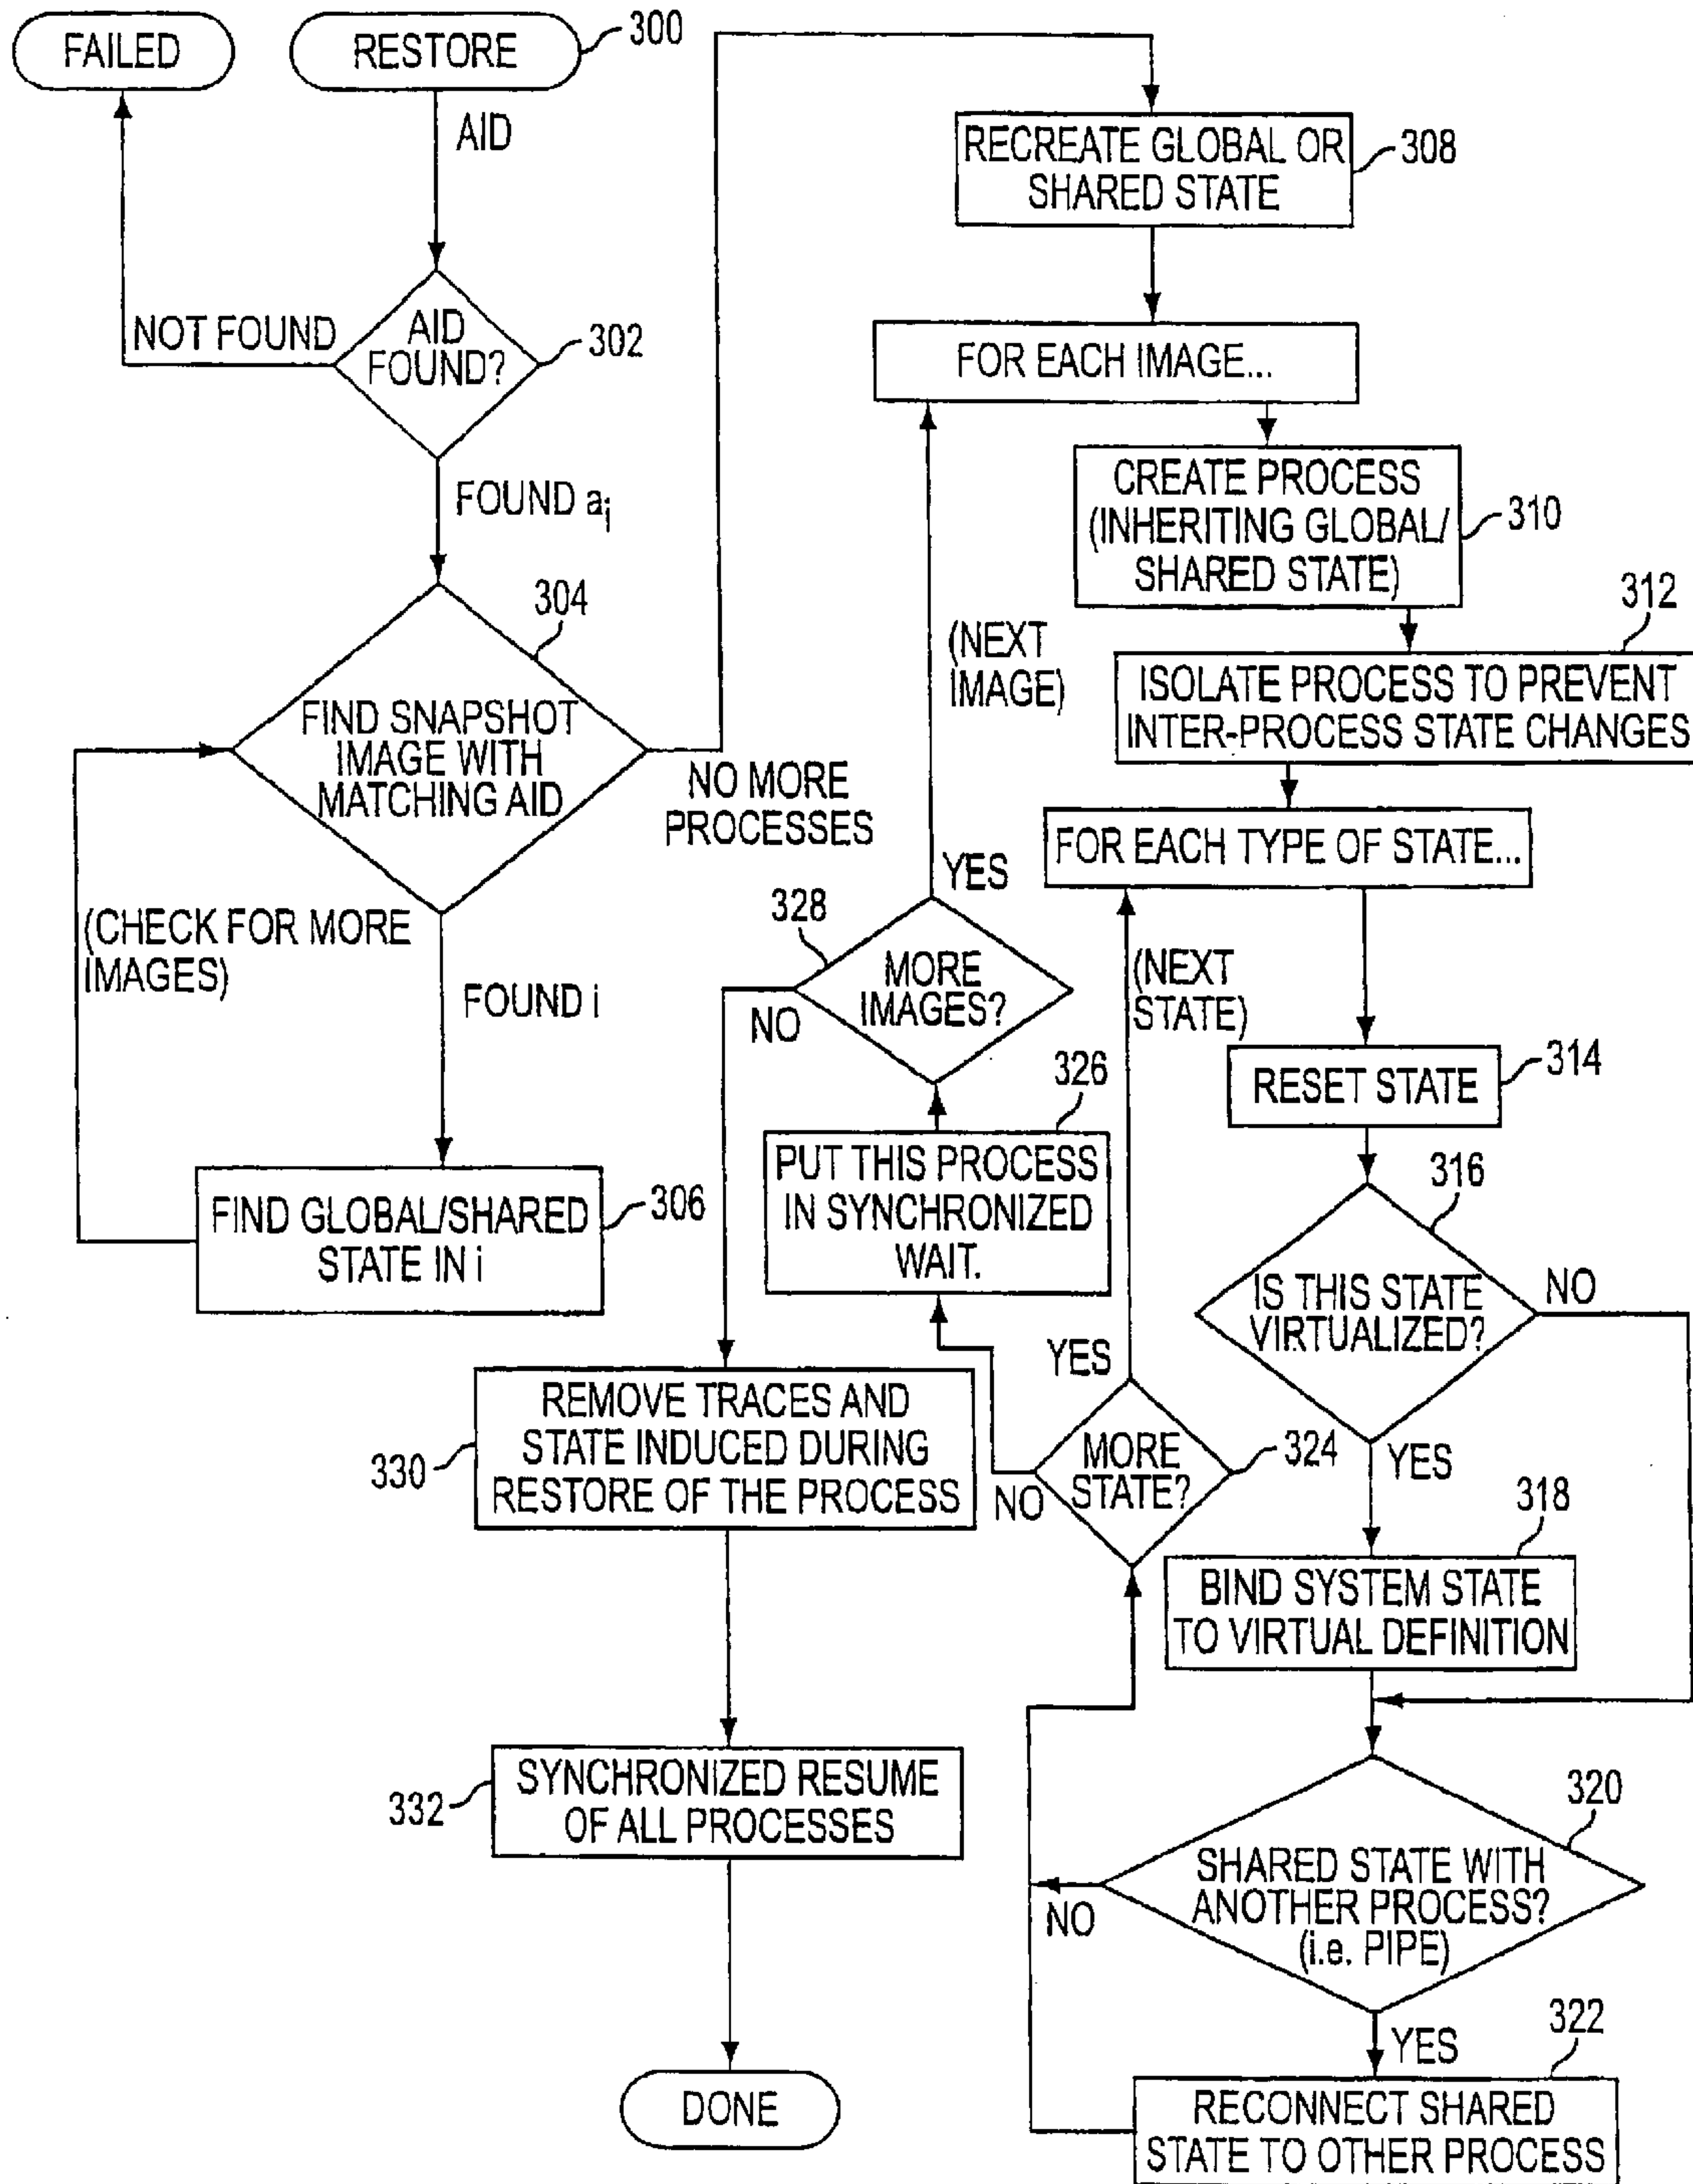 FAILED
RESTORE
300
AID
AID
FOUND?
302
NOT FOUND
FOUND ai
304
FIND SNAPSHOT
IMAGE WITH
MATCHING AID
NO MORE
PROCESSES
(CHECK FOR MORE
IMAGES)
FOUND i
FIND GLOBAL/SHARED
STATE IN i
306
RECREATE GLOBAL OR
SHARED STATE
308
FOR EACH IMAGE...
CREATE PROCESS
(INHERITING GLOBAL/
SHARED STATE)
310
312
ISOLATE PROCESS TO PREVENT
INTER-PROCESS STATE CHANGES
FOR EACH TYPE OF STATE...
(NEXT
IMAGE)
YES
328
MORE
IMAGES?
NO
(NEXT
STATE)
RESET STATE
314
326
PUT THIS PROCESS
IN SYNCHRONIZED
WAIT.
316
IS THIS STATE
VIRTUALIZED?
NO
YES
YES
MORE
STATE?
324
NO
318
BIND SYSTEM STATE
TO VIRTUAL DEFINITION
REMOVE TRACES AND
STATE INDUCED DURING
RESTORE OF THE PROCESS
330
SYNCHRONIZED RESUME
OF ALL PROCESSES
332
320
SHARED STATE WITH
ANOTHER PROCESS?
(i.e. PIPE)
NO
YES
322
RECONNECT SHARED
STATE TO OTHER PROCESS
DONE